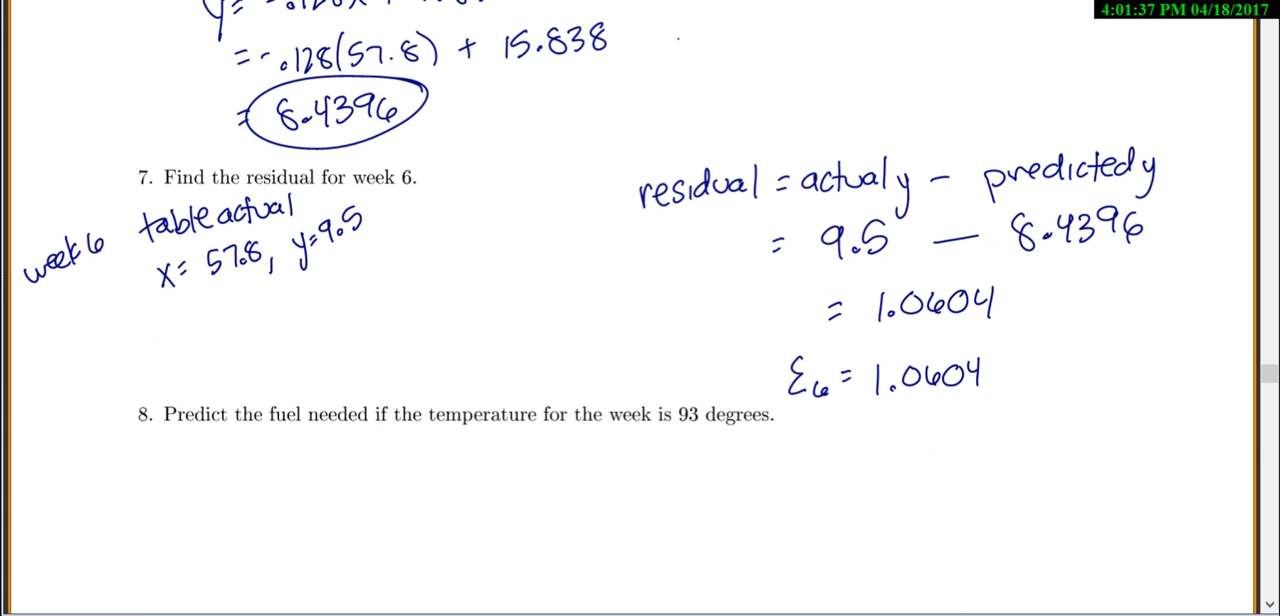 4:01:37 PM 04/18/2017
= -.128(57.8) + 15.838
= 8.4396
7. Find the residual for week 6.
week 6 table actual
x= 57.8, y=9.5
residual = actual y - predicted y
= 9.5 - 8.4396
= 1.0604
ε6 = 1.0604
8. Predict the fuel needed if the temperature for the week is 93 degrees.